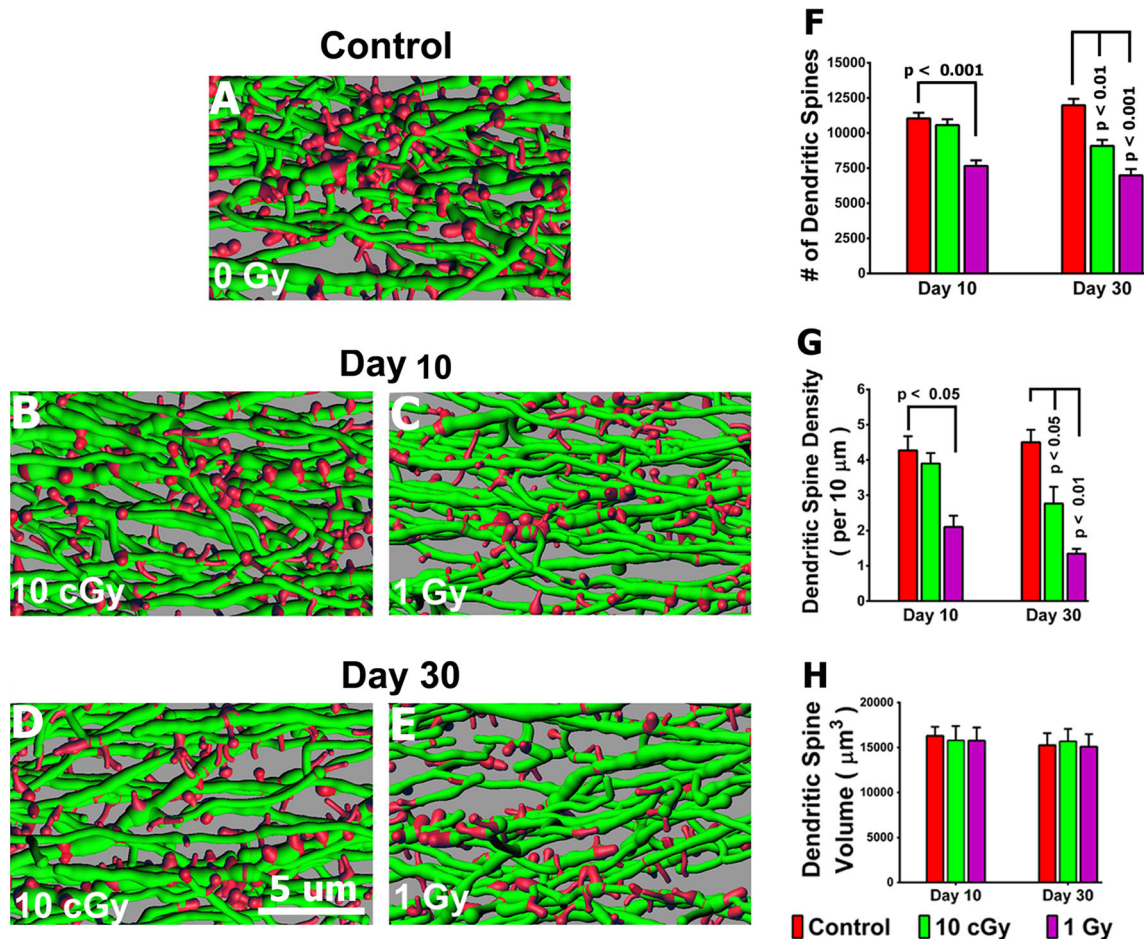 Control
A
0 Gy
Day 10
B
10 cGy
C
1 Gy
Day 30
D
10 cGy
5 um
E
1 Gy
F
# of Dendritic Spines
15000
12500
10000
7500
5000
2500
0
p < 0.001
p < 0.01
p < 0.001
Day 10
Day 30
G
Dendritic Spine Density
( per 10 μm )
6
5
4
3
2
1
0
p < 0.05
p < 0.05
p < 0.01
Day 10
Day 30
H
Dendritic Spine
Volume ( μm³ )
20000
15000
10000
5000
0
Day 10
Day 30
Control
10 cGy
1 Gy